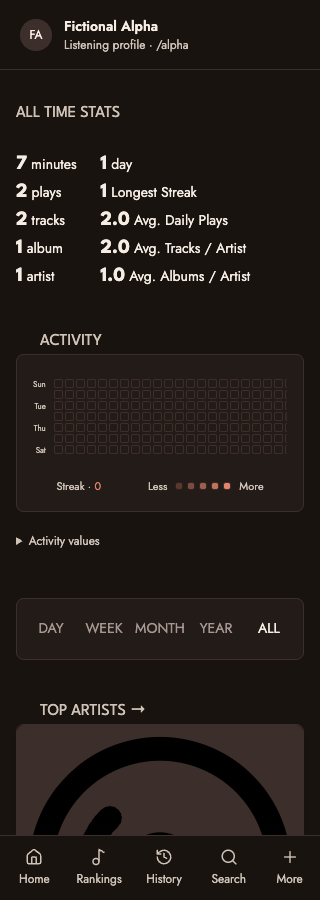 FA
Fictional Alpha
Listening profile · /alpha
ALL TIME STATS
7 minutes 1 day
2 plays 1 Longest Streak
2 tracks 2.0 Avg. Daily Plays
1 album 2.0 Avg. Tracks / Artist
1 artist 1.0 Avg. Albums / Artist
ACTIVITY
Sun
Tue
Thu
Sat
Streak · 0 Less More
Activity values
DAY WEEK MONTH YEAR ALL
TOP ARTISTS →
Home Rankings History Search More